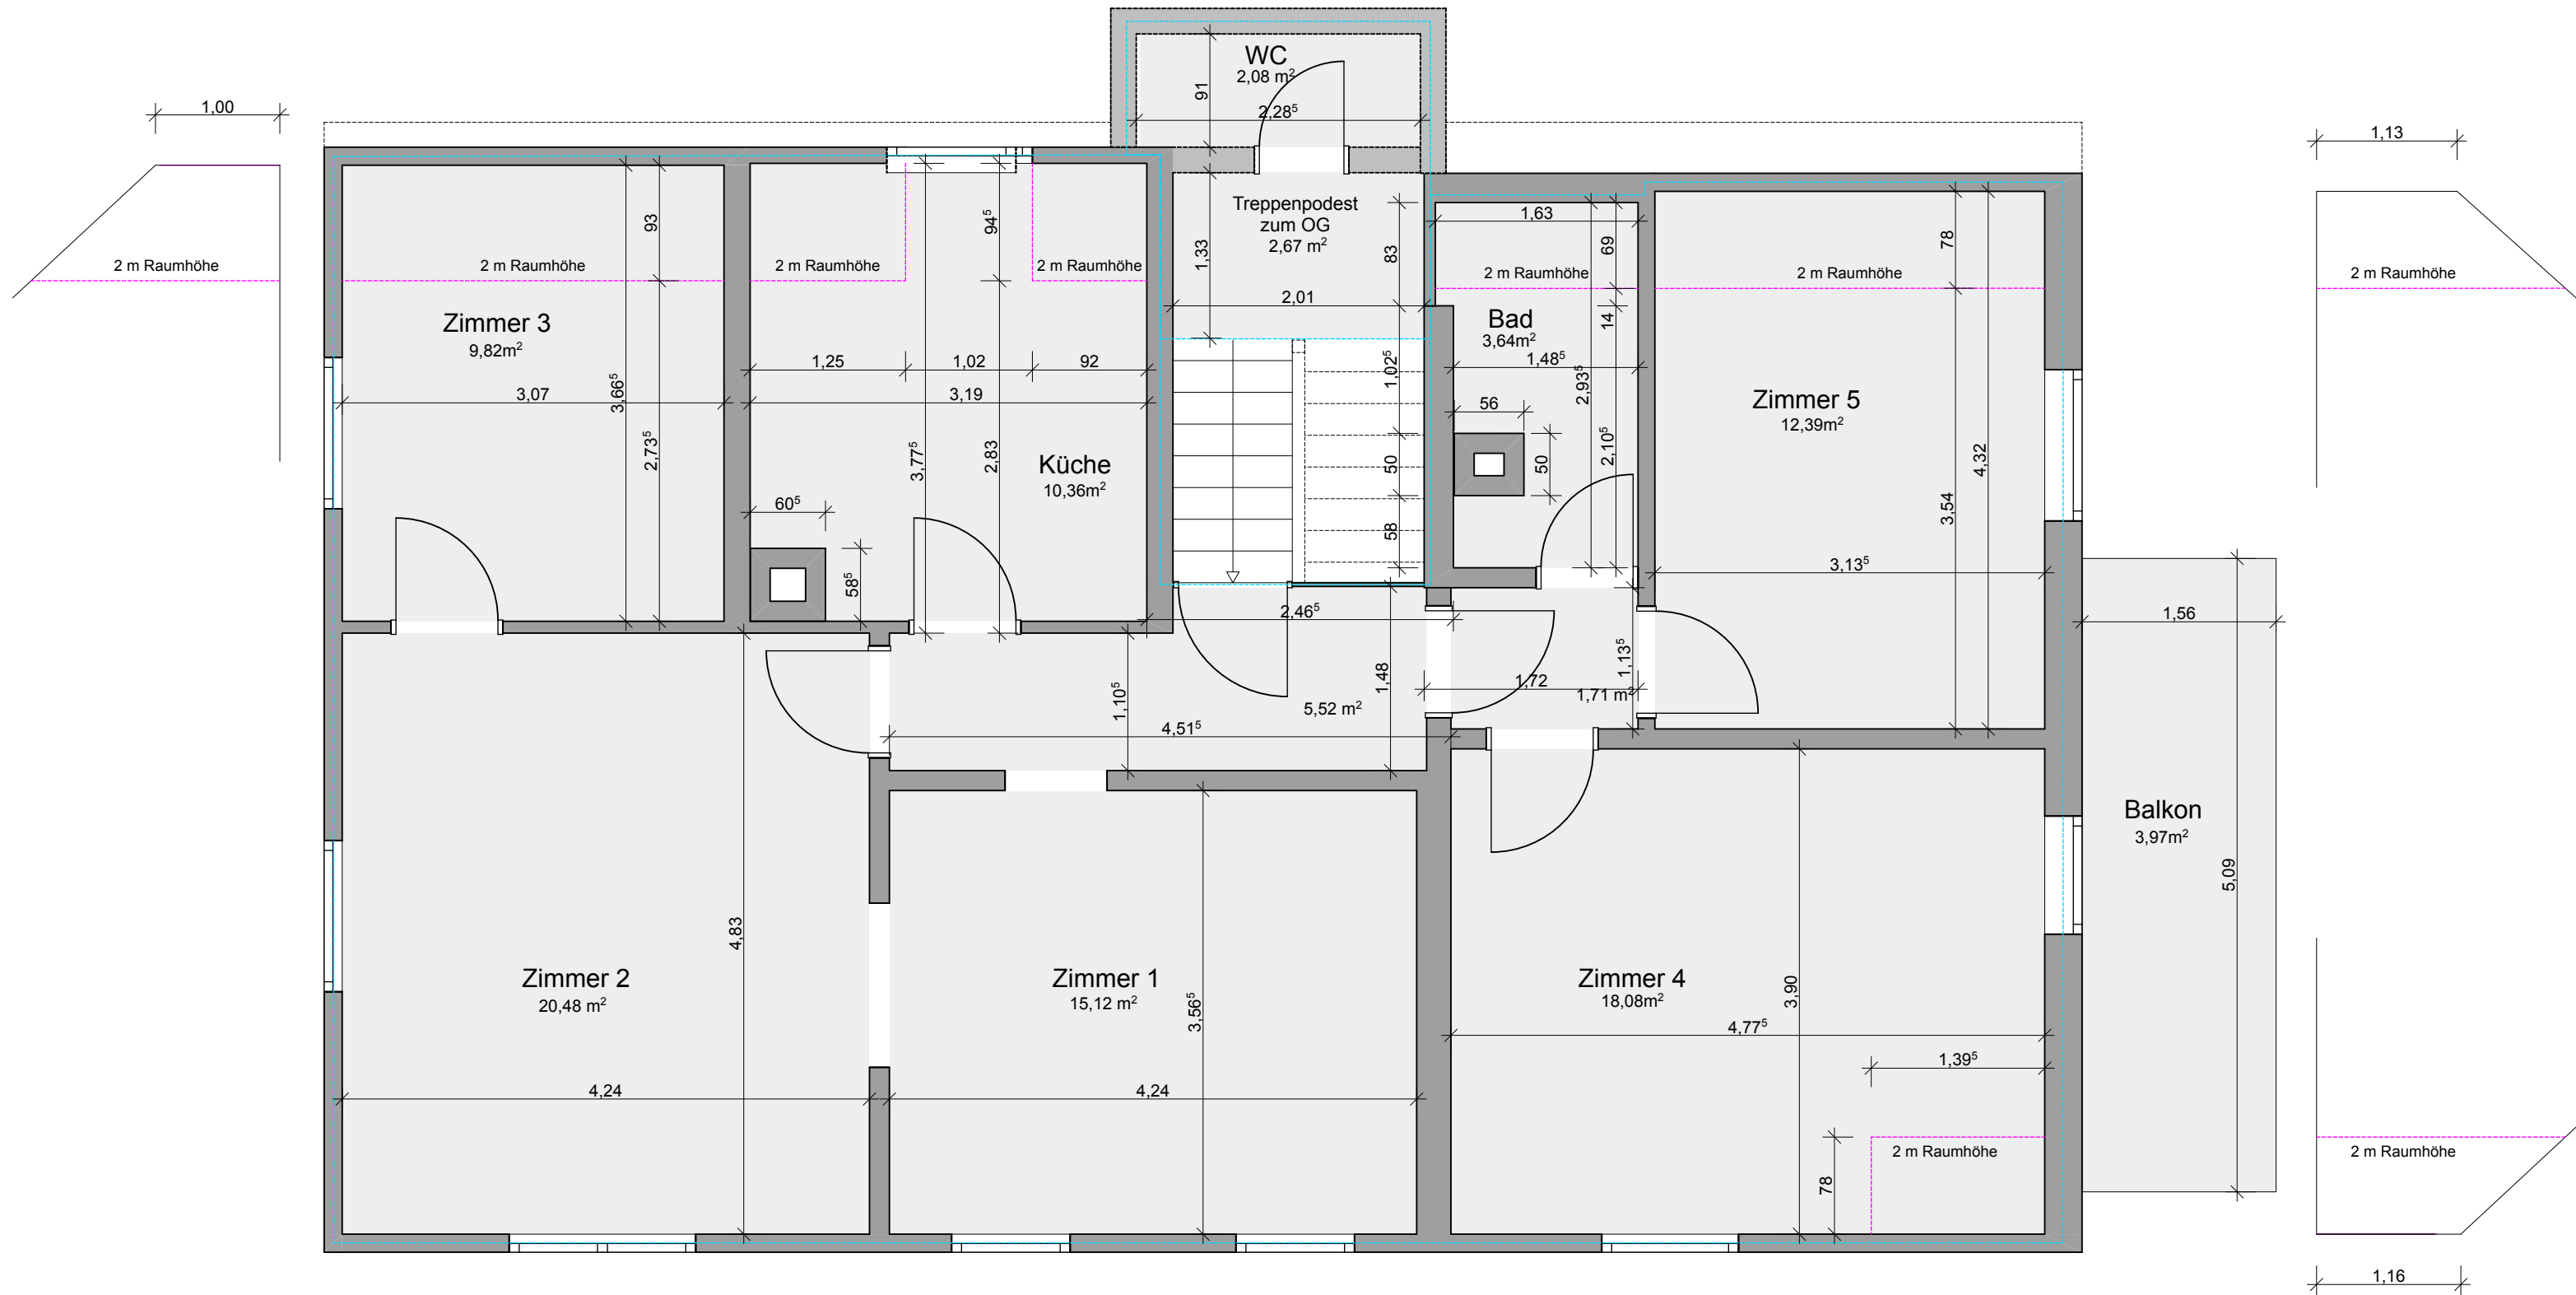 WC
2,08 m²
91
2,28⁵
1,00
1,13
2 m Raumhöhe
2 m Raumhöhe
2 m Raumhöhe
2 m Raumhöhe
2 m Raumhöhe
2 m Raumhöhe
2 m Raumhöhe
93
94⁵
Treppenpodest
zum OG
2,67 m²
1,33
83
2,01
1,63
69
78
14
Zimmer 3
9,82m²
3,07
3,66⁵
2,73⁵
1,25
1,02
92
3,19
3,77⁵
2,83
Küche
10,36m²
60⁵
58⁵
1,02⁵
50
58
Bad
3,64m²
1,48⁵
2,93⁵
56
50
2,10⁵
Zimmer 5
12,39m²
4,32
3,54
3,13⁵
1,56
2,46⁵
1,10⁵
1,48
5,52 m²
4,51⁵
1,72
1,13⁵
1,71 m²
Balkon
3,97m²
5,09
Zimmer 2
20,48 m²
4,83
4,24
Zimmer 1
15,12 m²
3,56⁵
4,24
Zimmer 4
18,08m²
3,90
4,77⁵
1,39⁵
2 m Raumhöhe
78
2 m Raumhöhe
1,16